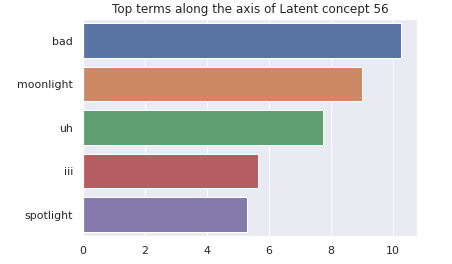 Top terms along the axis of Latent concept 56
bad
moonlight
uh
iii
spotlight
0 2 4 6 8 10